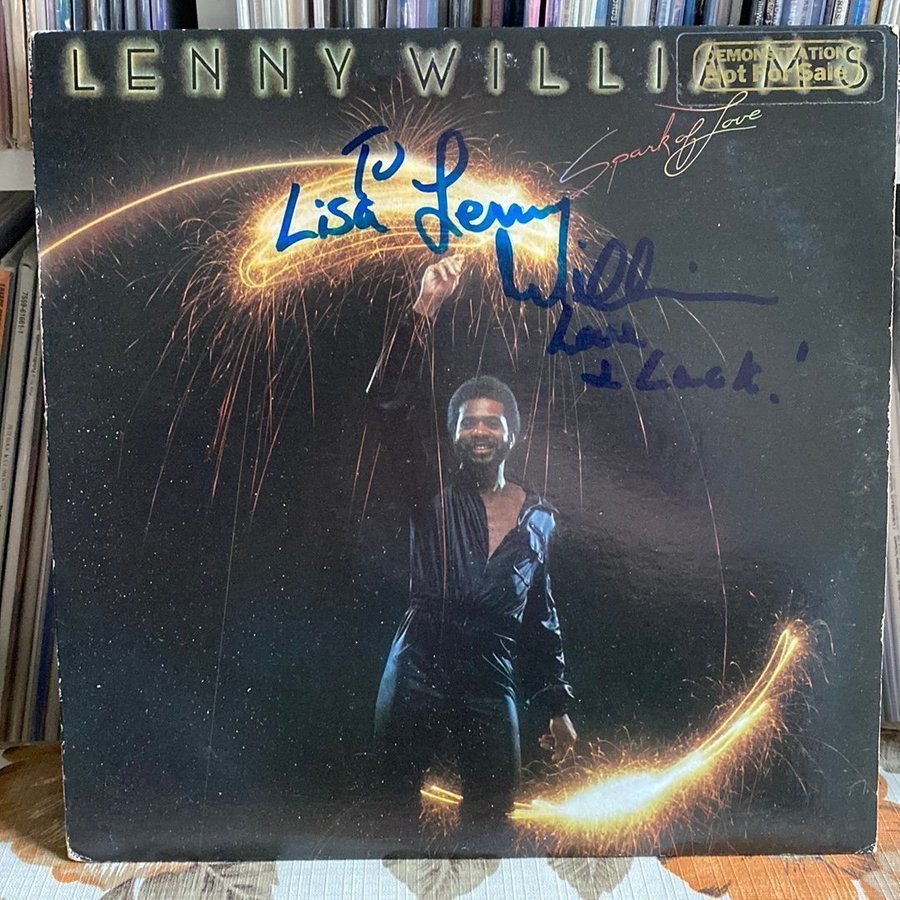 LENNY WILLIAMS
DEMONSTRATION
Not For Sale
Spark of Love
To
Lisa Lenny
Williams
Love
& Luck!